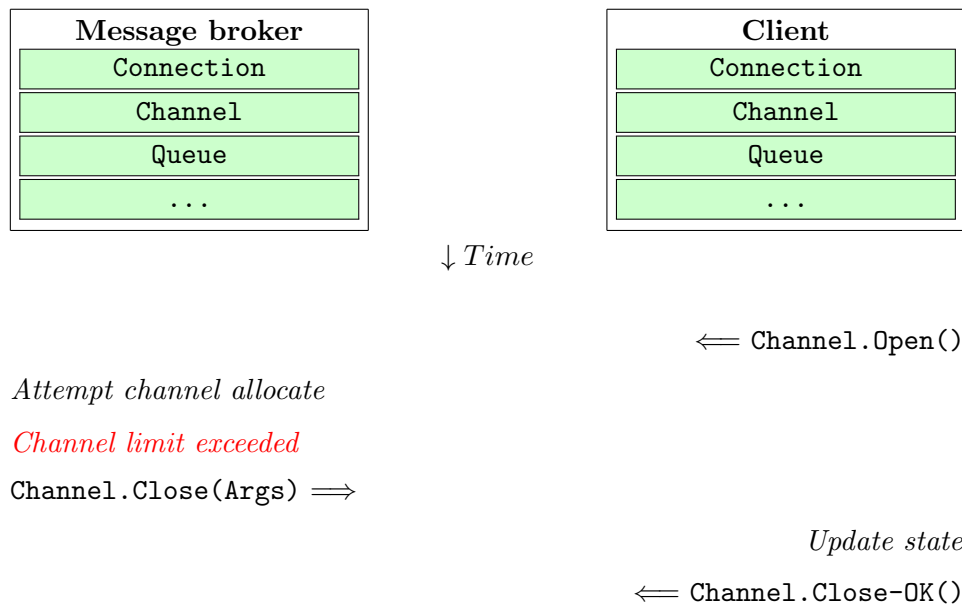 Message broker
Connection
Channel
Queue
...
Client
Connection
Channel
Queue
...
↓ Time
⟸ Channel.Open()
Attempt channel allocate
Channel limit exceeded
Channel.Close(Args) ⟹
Update state
⟸ Channel.Close-OK()